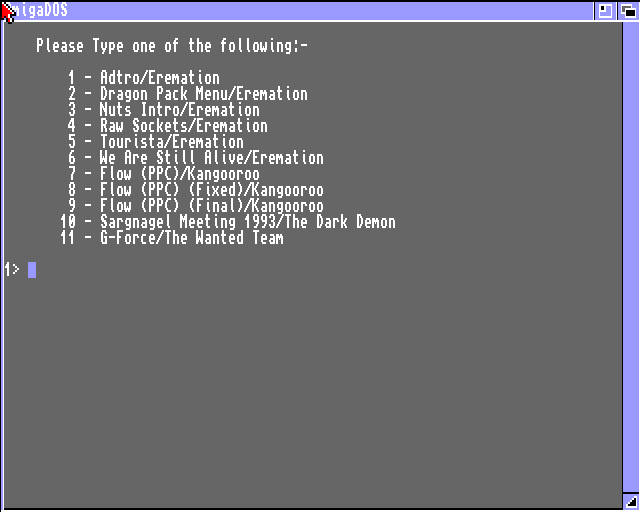 migaDOS
Please Type one of the following:-
1 - Adtro/Eremation
2 - Dragon Pack Menu/Eremation
3 - Nuts Intro/Eremation
4 - Raw Sockets/Eremation
5 - Tourista/Eremation
6 - We Are Still Alive/Eremation
7 - Flow (PPC)/Kangooroo
8 - Flow (PPC) (Fixed)/Kangooroo
9 - Flow (PPC) (Final)/Kangooroo
10 - Sargnagel Meeting 1993/The Dark Demon
11 - G-Force/The Wanted Team
1>